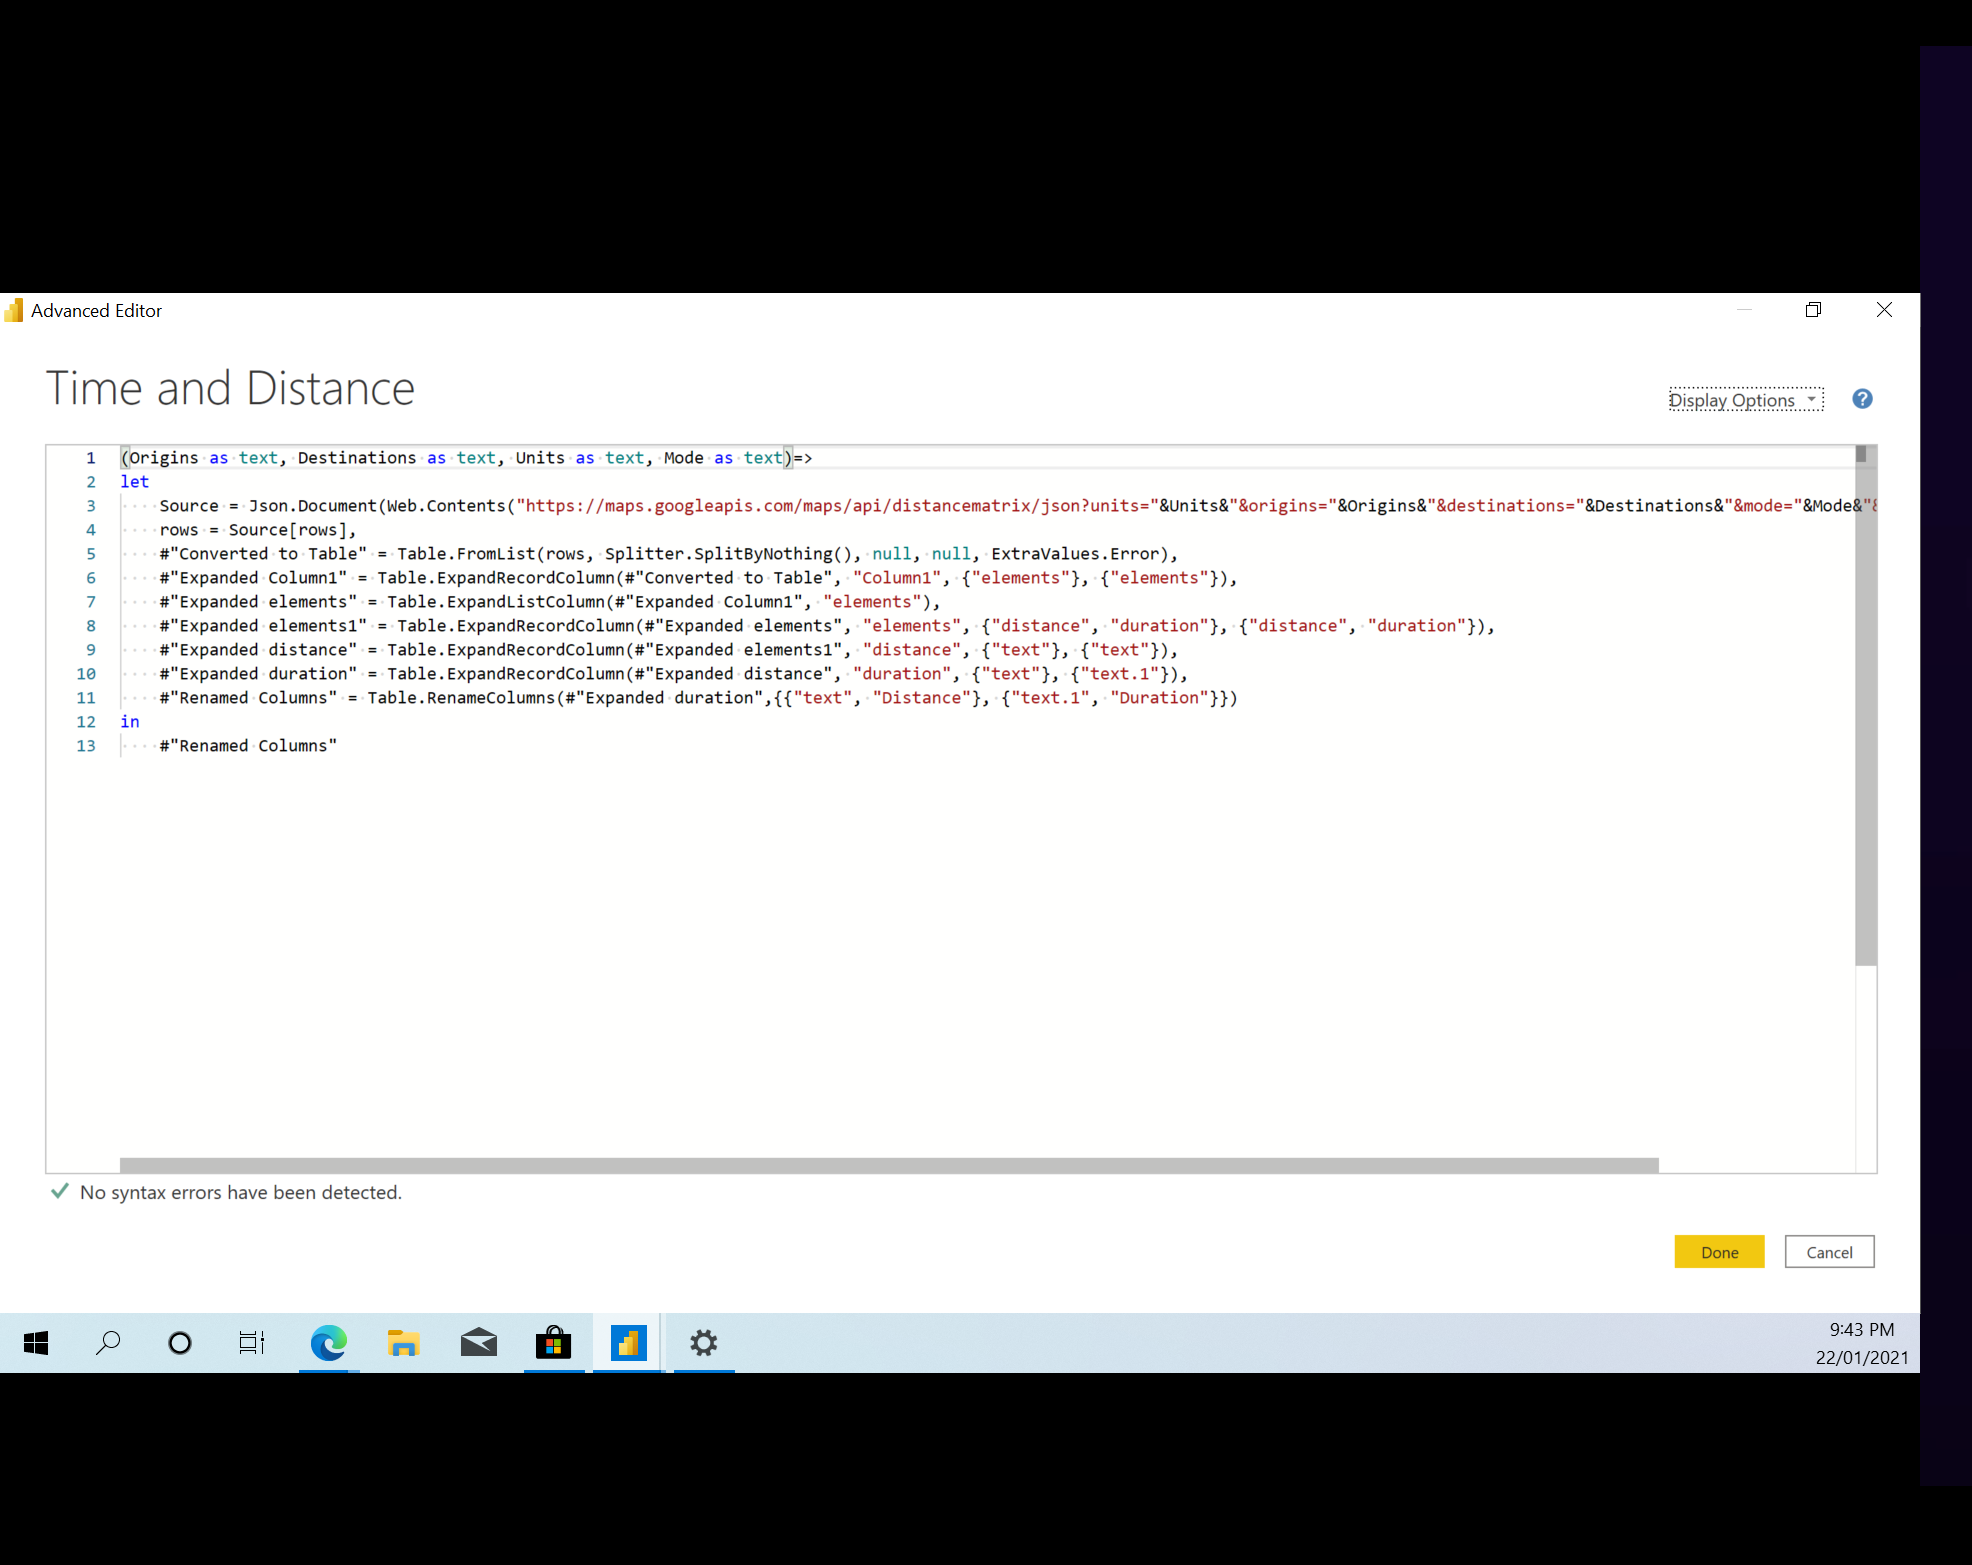 Advanced Editor
Time and Distance
Display Options
?
1 (Origins as text, Destinations as text, Units as text, Mode as text)=>
2 let
3     Source = Json.Document(Web.Contents("https://maps.googleapis.com/maps/api/distancematrix/json?units="&Units&"&origins="&Origins&"&destinations="&Destinations&"&mode="&Mode&"&
4     rows = Source[rows],
5     #"Converted to Table" = Table.FromList(rows, Splitter.SplitByNothing(), null, null, ExtraValues.Error),
6     #"Expanded Column1" = Table.ExpandRecordColumn(#"Converted to Table", "Column1", {"elements"}, {"elements"}),
7     #"Expanded elements" = Table.ExpandListColumn(#"Expanded Column1", "elements"),
8     #"Expanded elements1" = Table.ExpandRecordColumn(#"Expanded elements", "elements", {"distance", "duration"}, {"distance", "duration"}),
9     #"Expanded distance" = Table.ExpandRecordColumn(#"Expanded elements1", "distance", {"text"}, {"text"}),
10     #"Expanded duration" = Table.ExpandRecordColumn(#"Expanded distance", "duration", {"text"}, {"text.1"}),
11     #"Renamed Columns" = Table.RenameColumns(#"Expanded duration",{{"text", "Distance"}, {"text.1", "Duration"}})
12 in
13     #"Renamed Columns"
No syntax errors have been detected.
Done
Cancel
9:43 PM
22/01/2021